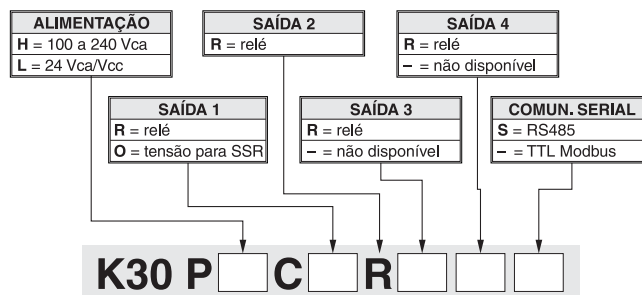 ALIMENTAÇÃO
H = 100 a 240 Vca
L = 24 Vca/Vcc
SAÍDA 2
R = relé
SAÍDA 4
R = relé
– = não disponível
SAÍDA 1
R = relé
O = tensão para SSR
SAÍDA 3
R = relé
– = não disponível
COMUN. SERIAL
S = RS485
– = TTL Modbus
K30 P C R